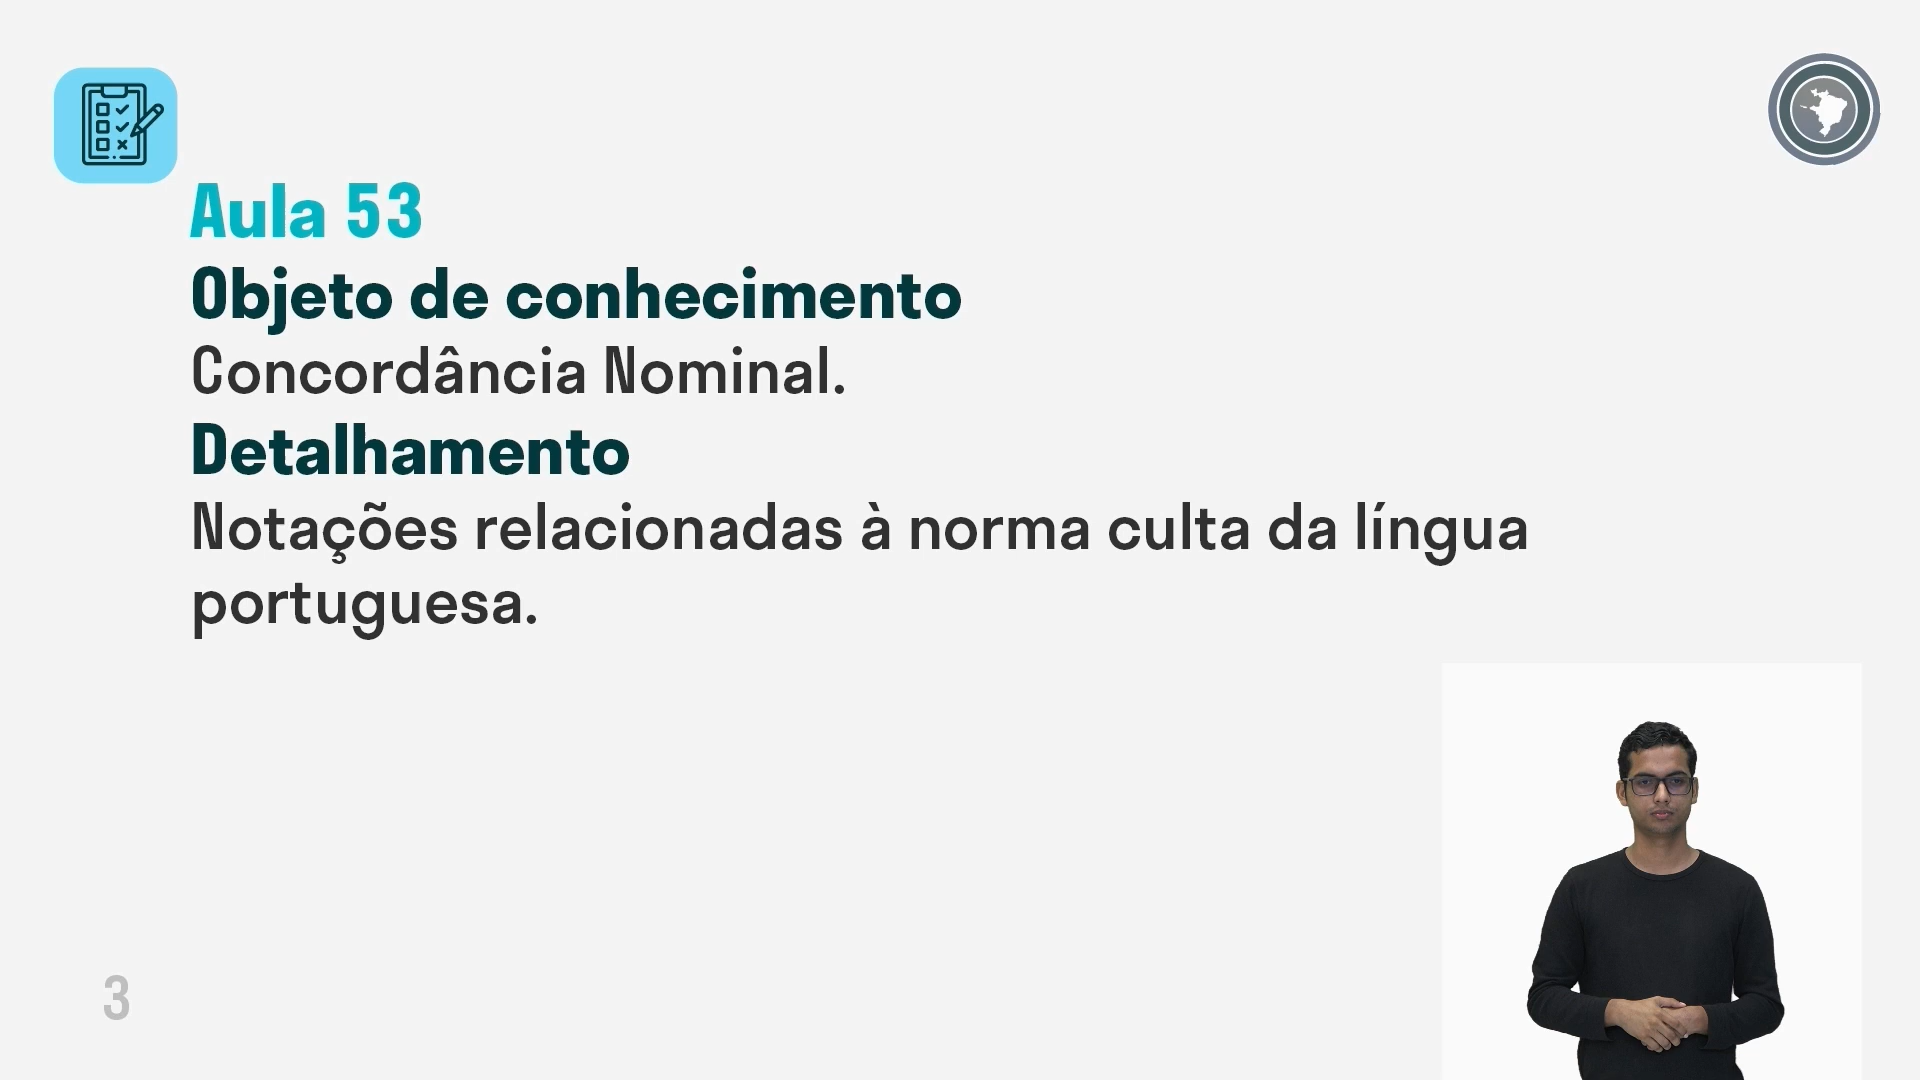 Aula 53
Objeto de conhecimento
Concordância Nominal.
Detalhamento
Notações relacionadas à norma culta da língua
portuguesa.
3